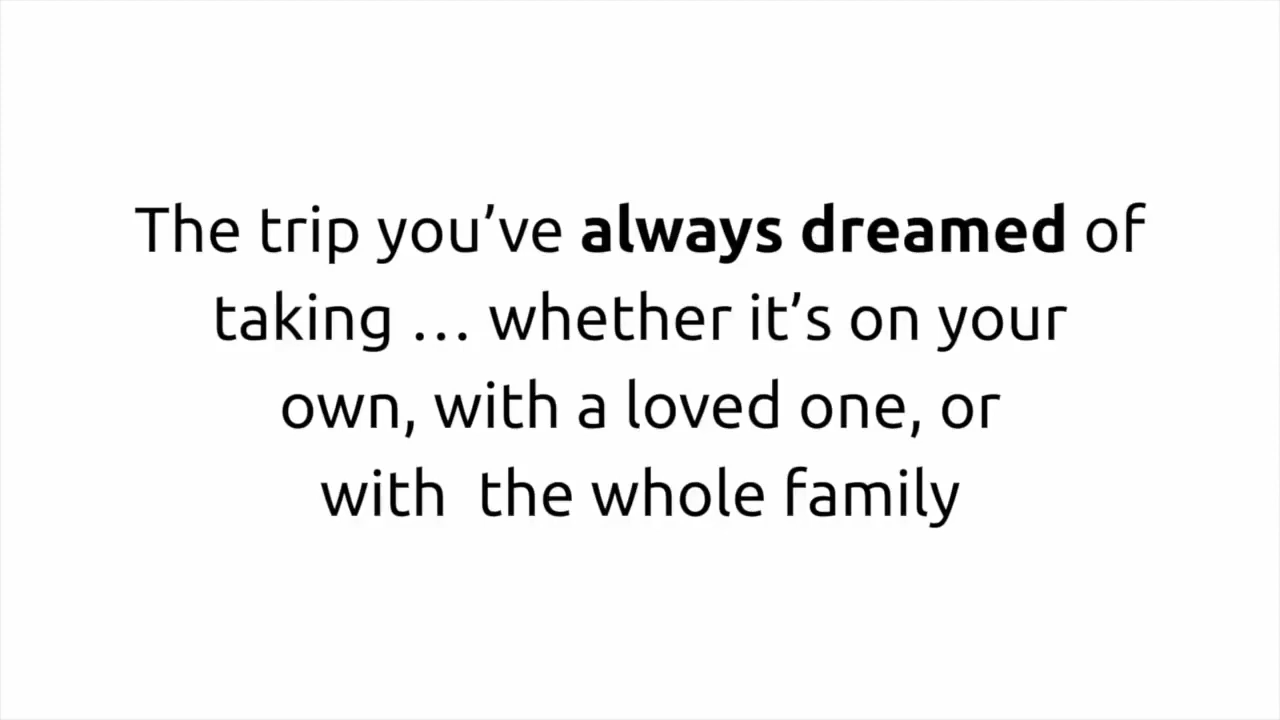 The trip you’ve always dreamed of
taking … whether it’s on your
own, with a loved one, or
with  the whole family